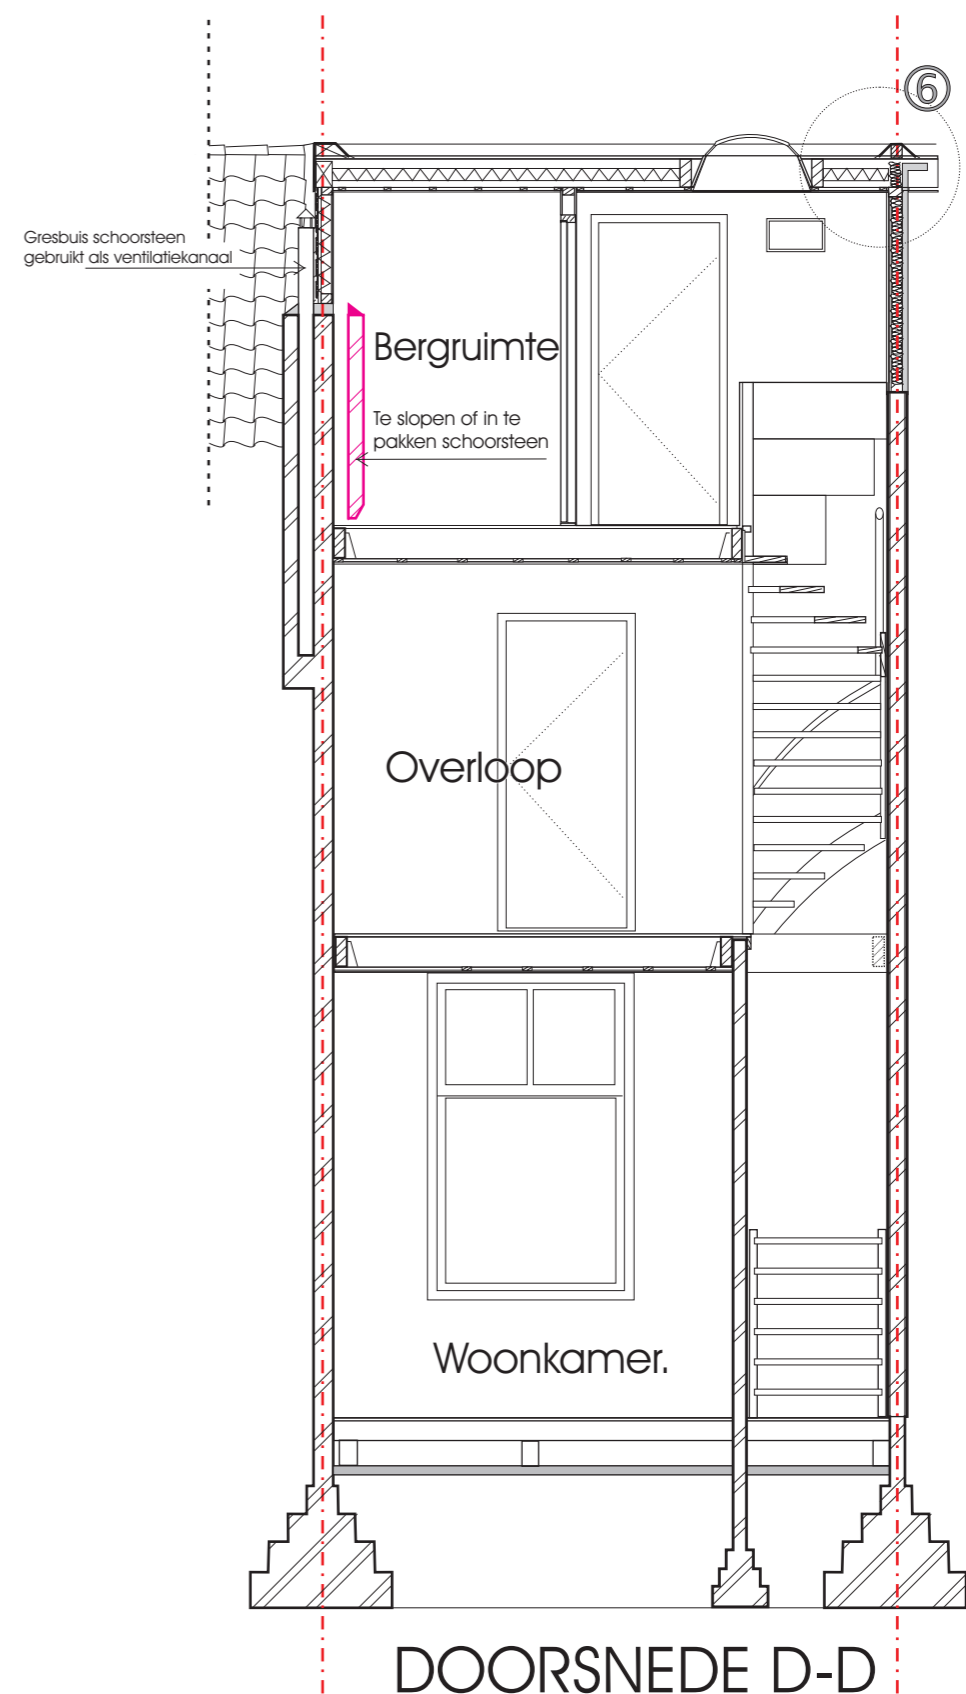 6
Gresbuis schoorsteen
gebruikt als ventilatiekanaal
Bergruimte
Te slopen of in te
pakken schoorsteen
Overloop
Woonkamer.
DOORSNEDE D-D